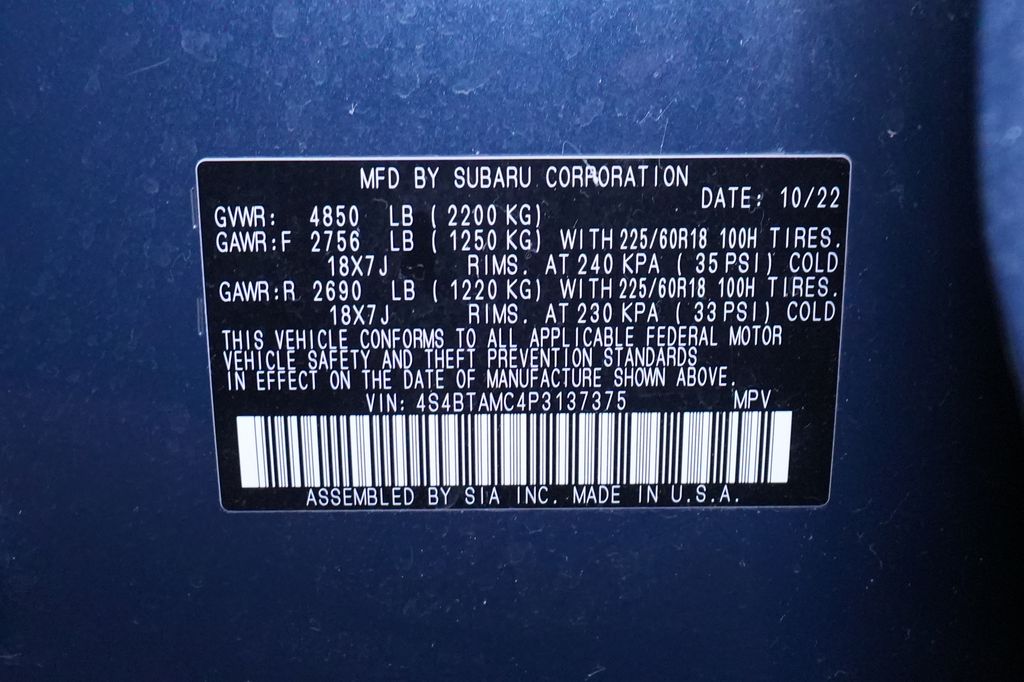 MFD BY SUBARU CORPORATION
DATE: 10/22
GVWR: 4850 LB ( 2200 KG)
GAWR:F 2756 LB ( 1250 KG) WITH 225/60R18 100H TIRES.
18X7J RIMS. AT 240 KPA ( 35 PSI) COLD
GAWR:R 2690 LB ( 1220 KG) WITH 225/60R18 100H TIRES.
18X7J RIMS. AT 230 KPA ( 33 PSI) COLD
THIS VEHICLE CONFORMS TO ALL APPLICABLE FEDERAL MOTOR
VEHICLE SAFETY AND THEFT PREVENTION STANDARDS
IN EFFECT ON THE DATE OF MANUFACTURE SHOWN ABOVE.
VIN: 4S4BTAMC4P3137375 MPV
ASSEMBLED BY SIA INC. MADE IN U.S.A.